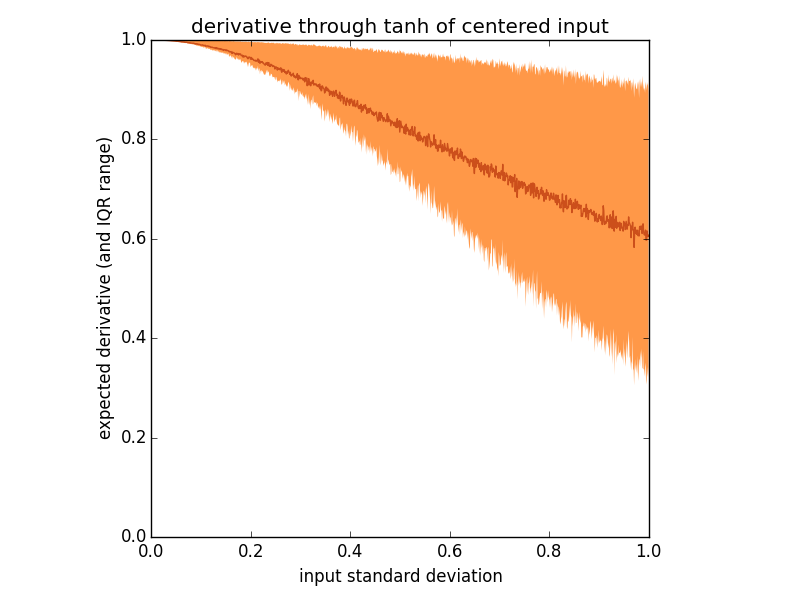 derivative through tanh of centered input
expected derivative (and IQR range)
1.0
0.8
0.6
0.4
0.2
0.0
0.0 0.2 0.4 0.6 0.8 1.0
input standard deviation